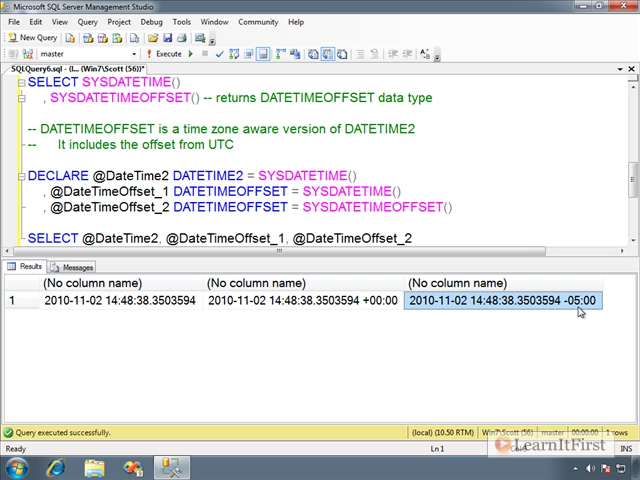 Microsoft SQL Server Management Studio
File Edit View Query Project Debug Tools Window Community Help
New Query
master Execute
SQLQuery6.sql - (l... (Win7\Scott (56))*
SELECT SYSDATETIME()
, SYSDATETIMEOFFSET() -- returns DATETIMEOFFSET data type
-- DATETIMEOFFSET is a time zone aware version of DATETIME2
-- It includes the offset from UTC
DECLARE @DateTime2 DATETIME2 = SYSDATETIME()
, @DateTimeOffset_1 DATETIMEOFFSET = SYSDATETIME()
, @DateTimeOffset_2 DATETIMEOFFSET = SYSDATETIMEOFFSET()
SELECT @DateTime2, @DateTimeOffset_1, @DateTimeOffset_2
Results Messages
(No column name) (No column name) (No column name)
1 2010-11-02 14:48:38.3503594 2010-11-02 14:48:38.3503594 +00:00 2010-11-02 14:48:38.3503594 -05:00
Query executed successfully. (local) (10.50 RTM) Win7\Scott (56) master 00:00:00 1 rows
Ready Ln 1 INS
LearnItFirst